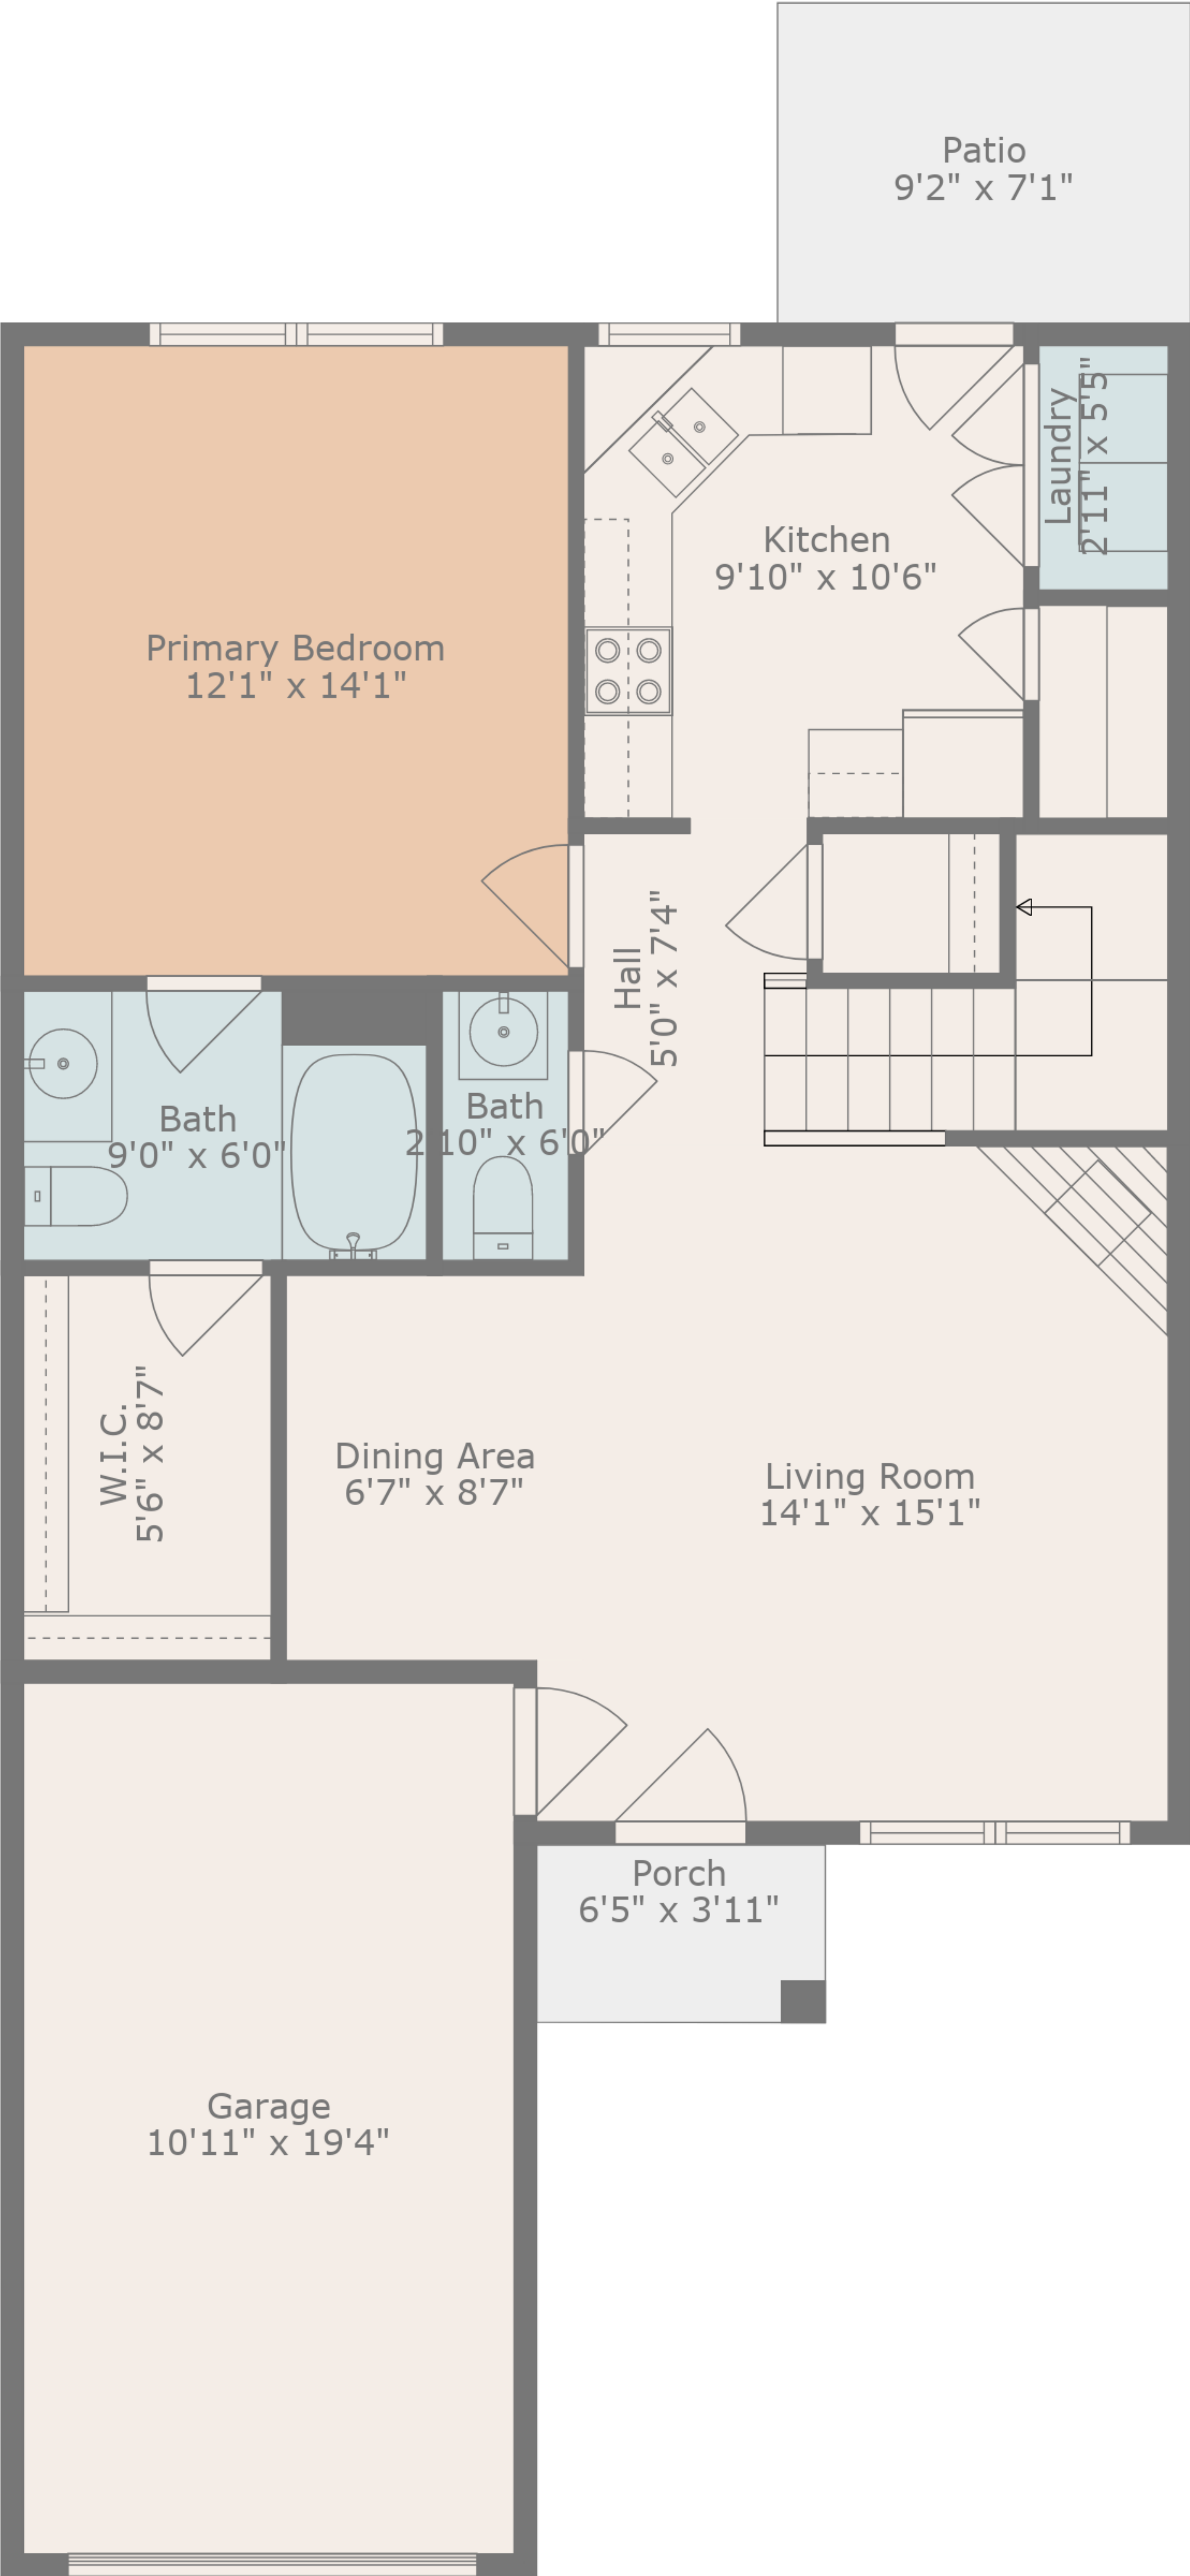 Patio
9'2" x 7'1"
Laundry
2'11" x 5'5"
Kitchen
9'10" x 10'6"
Primary Bedroom
12'1" x 14'1"
Hall
5'0" x 7'4"
Bath
9'0" x 6'0"
Bath
2'10" x 6'0"
W.I.C.
5'6" x 8'7"
Dining Area
6'7" x 8'7"
Living Room
14'1" x 15'1"
Porch
6'5" x 3'11"
Garage
10'11" x 19'4"